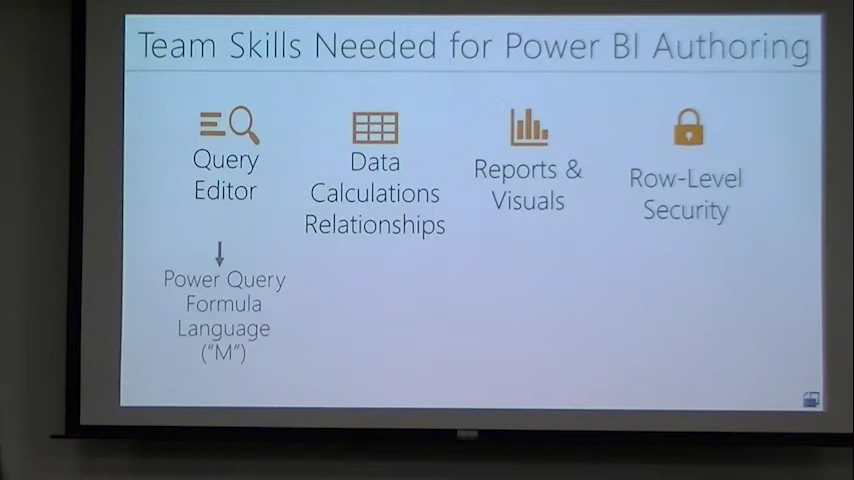 Team Skills Needed for Power BI Authoring
Query
Editor
Data
Calculations
Relationships
Reports &
Visuals
Row-Level
Security
Power Query
Formula
Language
("M")